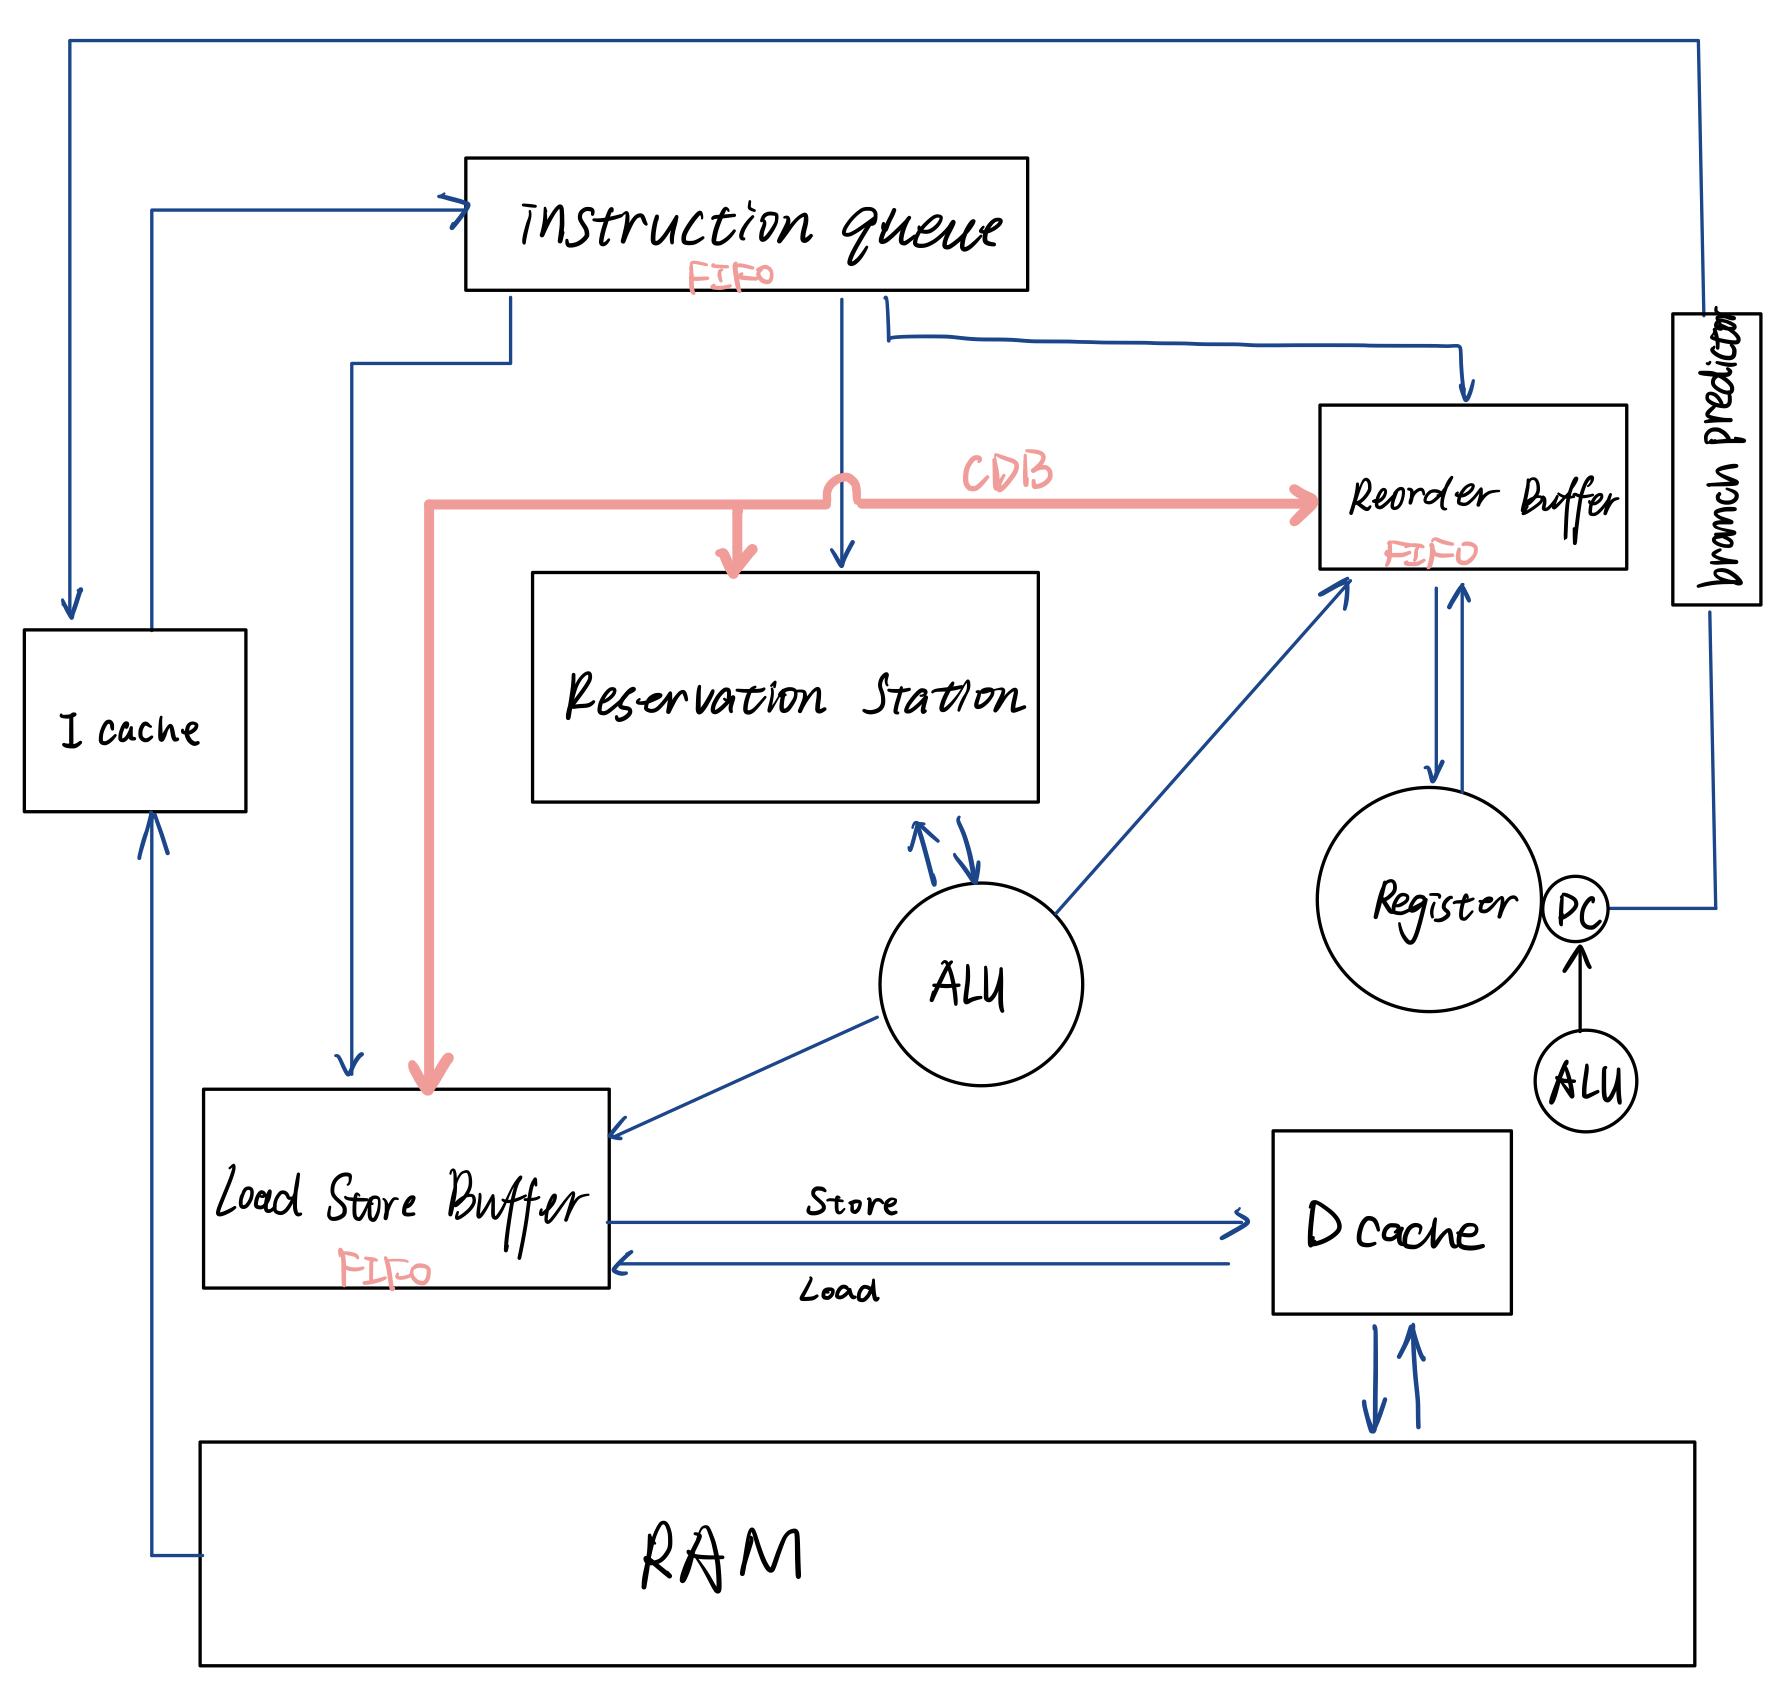 instruction queue
FIFO
branch predictor
CDB
Reorder Buffer
FIFO
Reservation Station
I cache
Register
PC
ALU
ALU
Load Store Buffer
FIFO
Store
Load
D cache
RAM